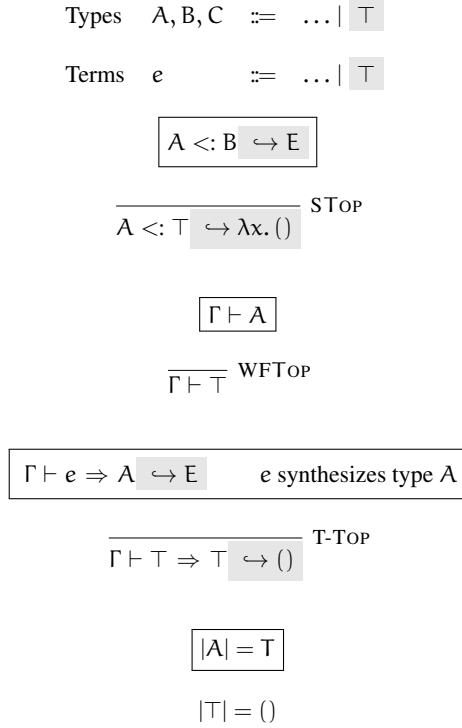 Types A, B, C ::= … | ⊤
Terms e ::= … | ⊤
A <: B ↪ E
A <: ⊤ ↪ λx. () STOP
Γ ⊢ A
Γ ⊢ ⊤ WFTOP
Γ ⊢ e ⇒ A ↪ E e synthesizes type A
Γ ⊢ ⊤ ⇒ ⊤ ↪ () T-TOP
|A| = T
|⊤| = ()